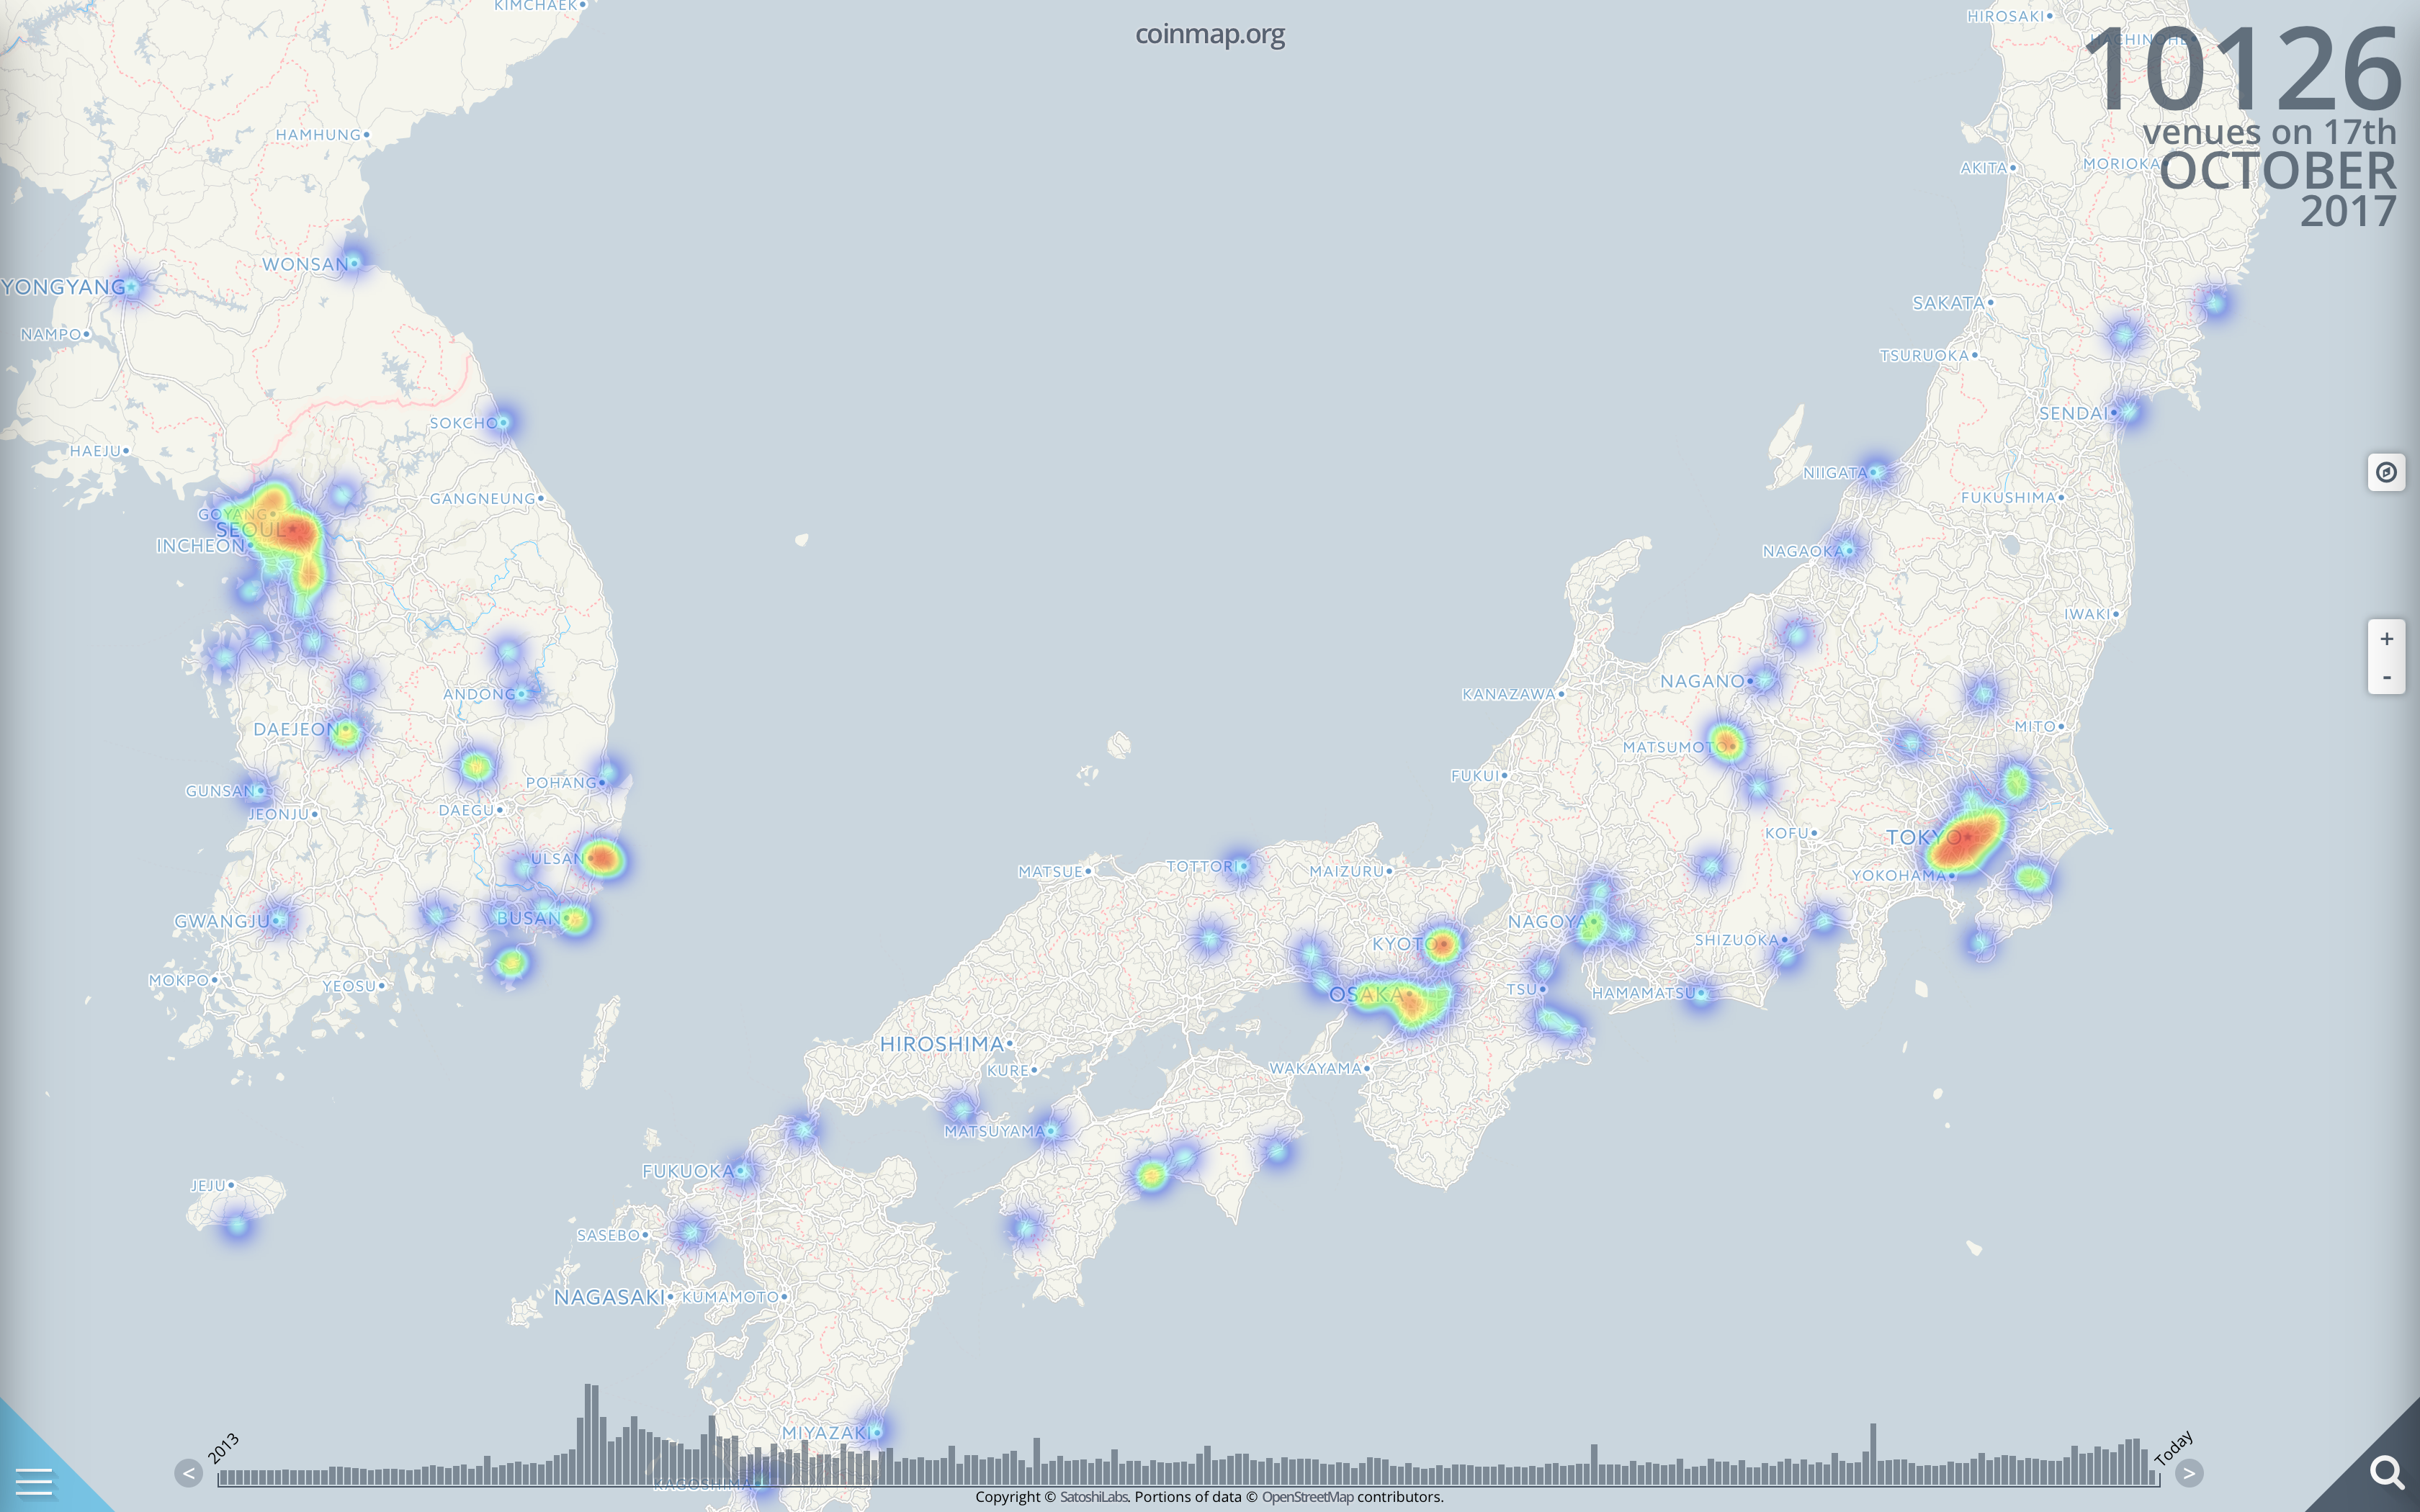 KIMCHAEK
coinmap.org
HIROSAKI
HACHINOHE
10126
venues on 17th
OCTOBER
2017
HAMHUNG
AKITA
MORIOKA
WONSAN
YONGYANG
SAKATA
NAMPO
TSURUOKA
SENDAI
SOKCHO
HAEJU
NIIGATA
GANGNEUNG
FUKUSHIMA
GOYANG
SEOUL
INCHEON
NAGAOKA
IWAKI
+
-
NAGANO
ANDONG
KANAZAWA
DAEJEON
MITO
MATSUMOTO
FUKUI
POHANG
GUNSAN
DAEGU
JEONJU
KOFU
TOKYO
ULSAN
TOTTORI
MATSUE
MAIZURU
YOKOHAMA
BUSAN
GWANGJU
NAGOYA
SHIZUOKA
KYOTO
MOKPO
YEOSU
TSU
HAMAMATSU
OSAKA
HIROSHIMA
KURE
WAKAYAMA
MATSUYAMA
FUKUOKA
JEJU
SASEBO
NAGASAKI
KUMAMOTO
MIYAZAKI
2013
Today
<
>
KAGOSHIMA
Copyright © SatoshiLabs. Portions of data © OpenStreetMap contributors.